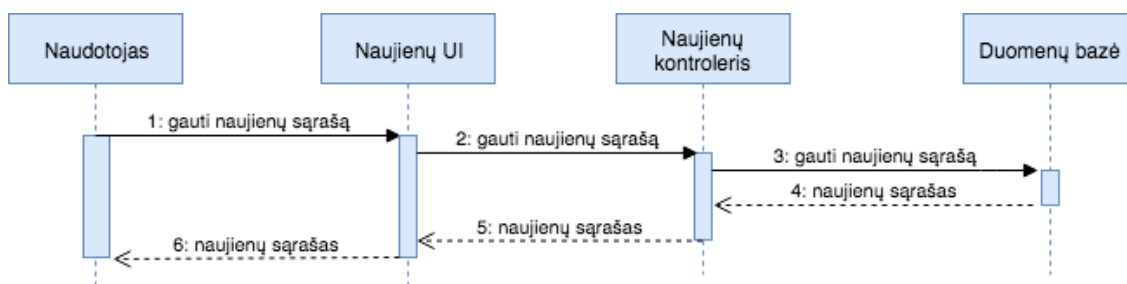 Naudotojas
Naujienų UI
Naujienų
kontroleris
Duomenų bazė
1: gauti naujienų sąrašą
2: gauti naujienų sąrašą
3: gauti naujienų sąrašą
4: naujienų sąrašas
5: naujienų sąrašas
6: naujienų sąrašas